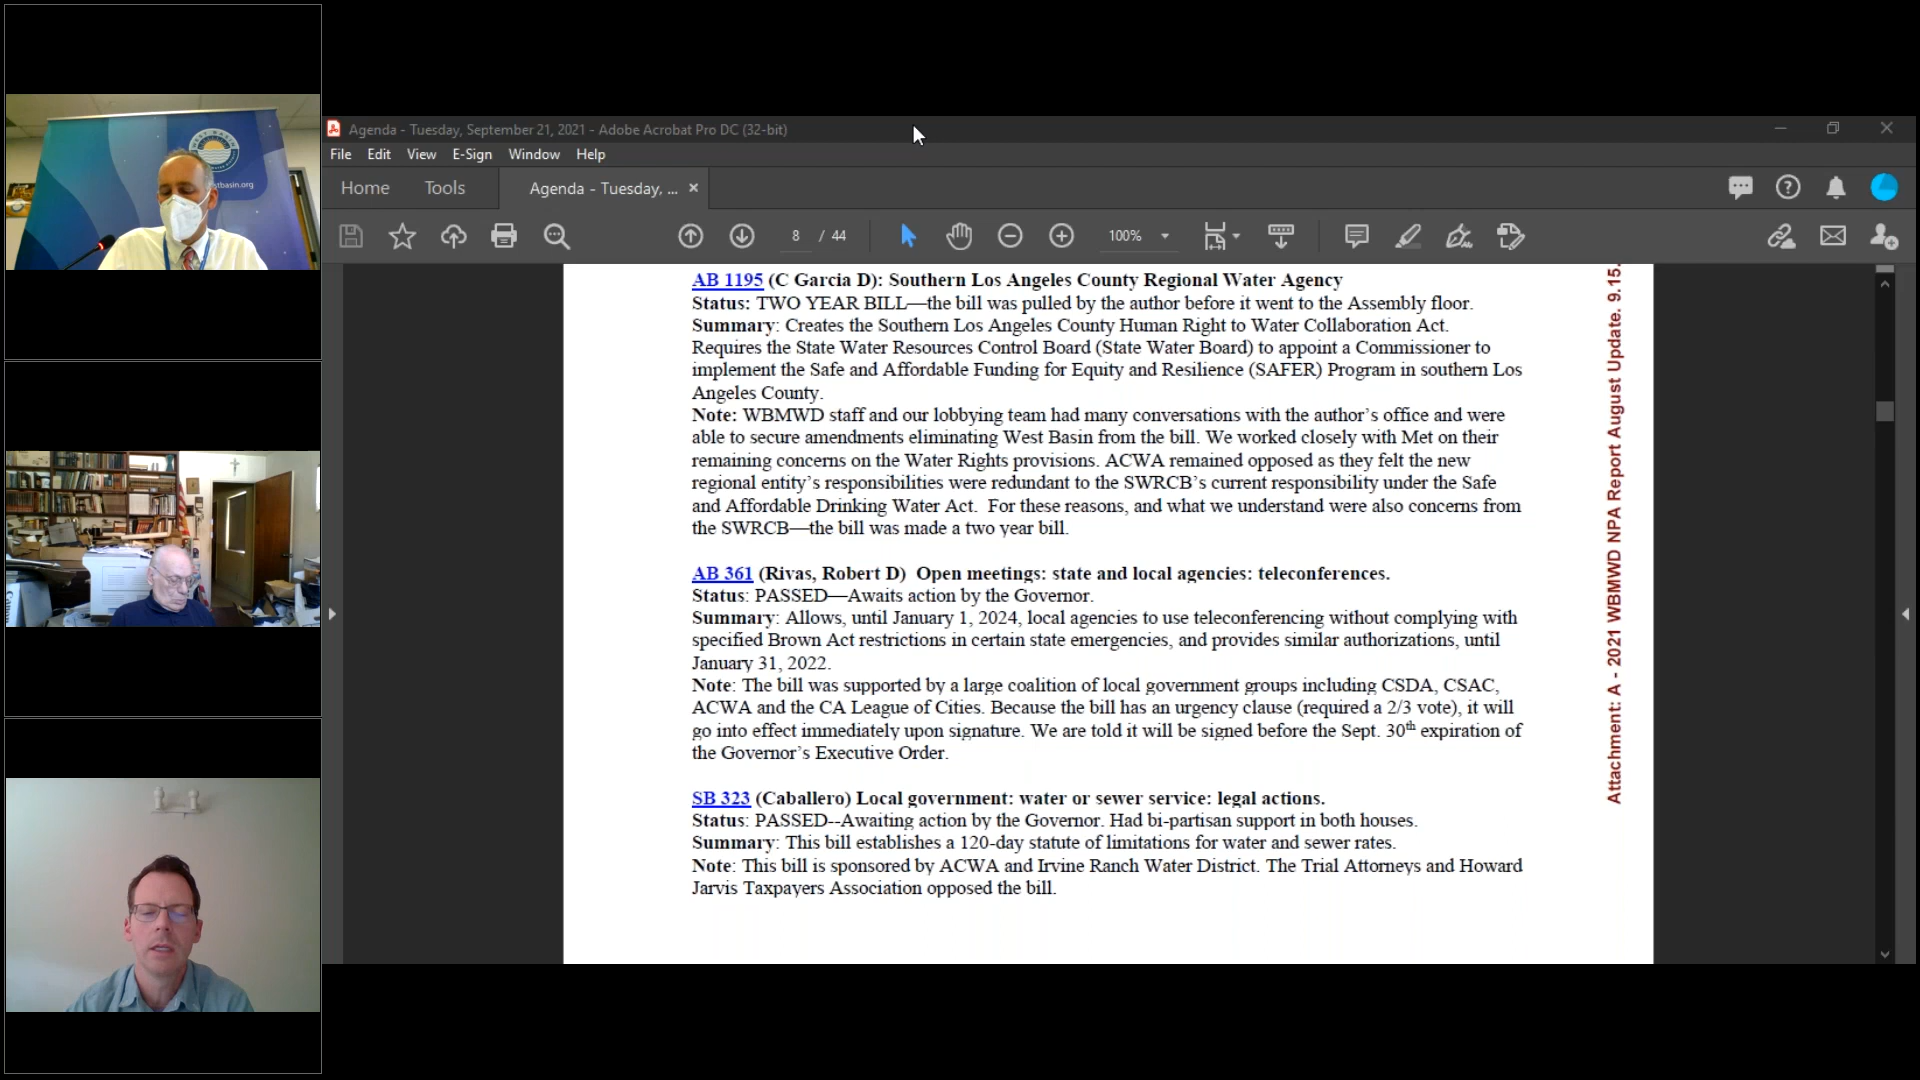 WEST BASIN
stbasin.org
Agenda - Tuesday, September 21, 2021 - Adobe Acrobat Pro DC (32-bit)
File Edit View E-Sign Window Help
Home Tools Agenda - Tuesday, ... ×
8 / 44 100%
AB 1195 (C Garcia D): Southern Los Angeles County Regional Water Agency
Status: TWO YEAR BILL—the bill was pulled by the author before it went to the Assembly floor.
Summary: Creates the Southern Los Angeles County Human Right to Water Collaboration Act.
Requires the State Water Resources Control Board (State Water Board) to appoint a Commissioner to
implement the Safe and Affordable Funding for Equity and Resilience (SAFER) Program in southern Los
Angeles County.
Note: WBMWD staff and our lobbying team had many conversations with the author's office and were
able to secure amendments eliminating West Basin from the bill. We worked closely with Met on their
remaining concerns on the Water Rights provisions. ACWA remained opposed as they felt the new
regional entity's responsibilities were redundant to the SWRCB's current responsibility under the Safe
and Affordable Drinking Water Act. For these reasons, and what we understand were also concerns from
the SWRCB—the bill was made a two year bill.
AB 361 (Rivas, Robert D) Open meetings: state and local agencies: teleconferences.
Status: PASSED—Awaits action by the Governor.
Summary: Allows, until January 1, 2024, local agencies to use teleconferencing without complying with
specified Brown Act restrictions in certain state emergencies, and provides similar authorizations, until
January 31, 2022.
Note: The bill was supported by a large coalition of local government groups including CSDA, CSAC,
ACWA and the CA League of Cities. Because the bill has an urgency clause (required a 2/3 vote), it will
go into effect immediately upon signature. We are told it will be signed before the Sept. 30th expiration of
the Governor's Executive Order.
SB 323 (Caballero) Local government: water or sewer service: legal actions.
Status: PASSED--Awaiting action by the Governor. Had bi-partisan support in both houses.
Summary: This bill establishes a 120-day statute of limitations for water and sewer rates.
Note: This bill is sponsored by ACWA and Irvine Ranch Water District. The Trial Attorneys and Howard
Jarvis Taxpayers Association opposed the bill.
Attachment: A - 2021 WBMWD NPA Report August Update. 9.15.